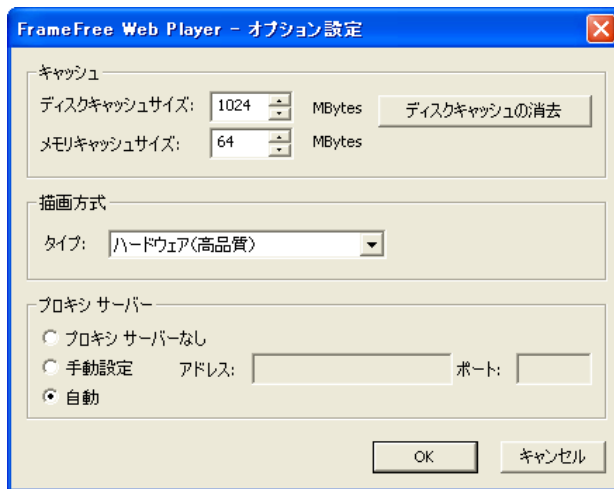 FrameFree Web Player - オプション設定
キャッシュ
ディスクキャッシュサイズ: 1024 MBytes ディスクキャッシュの消去
メモリキャッシュサイズ: 64 MBytes
描画方式
タイプ: ハードウェア(高品質)
プロキシ サーバー
プロキシ サーバーなし
手動設定 アドレス: ポート:
自動
OK キャンセル